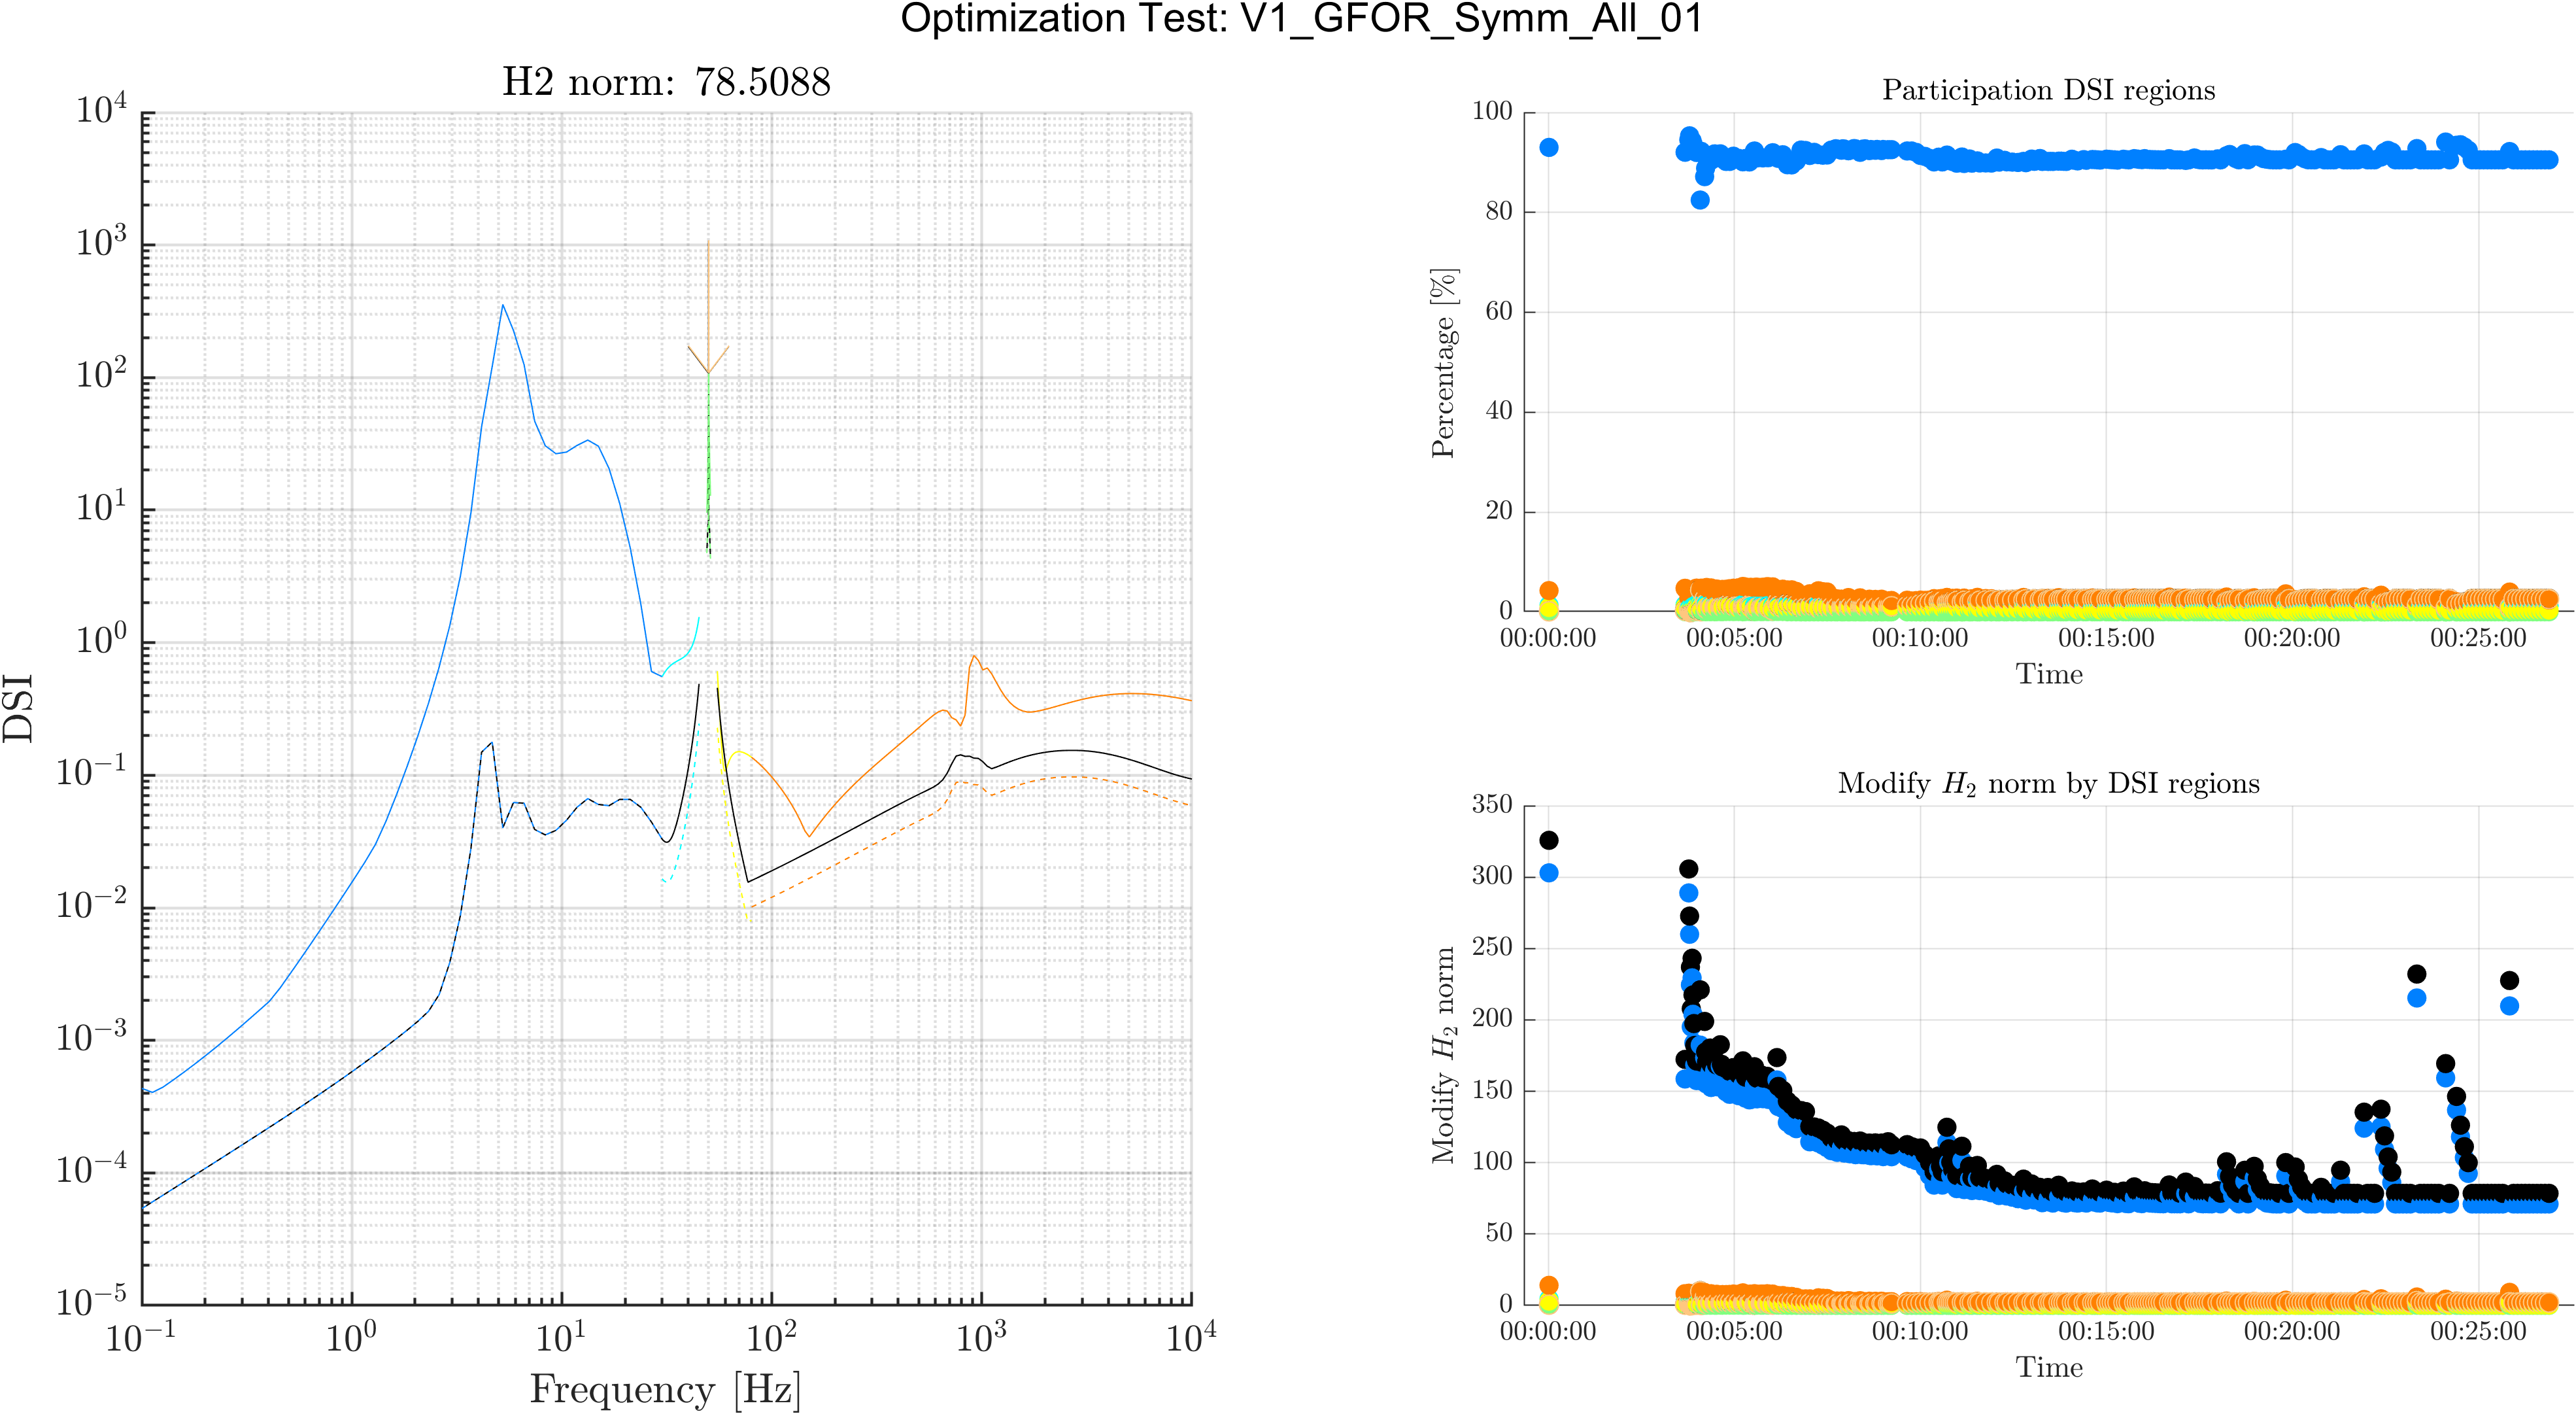 Optimization Test: V1_GFOR_Symm_All_01
H2 norm: 78.5088
10^4
10^3
10^2
10^1
10^0
10^-1
10^-2
10^-3
10^-4
10^-5
DSI
10^-1 10^0 10^1 10^2 10^3 10^4
Frequency [Hz]
Participation DSI regions
100
80
60
40
20
0
Percentage [%]
00:00:00 00:05:00 00:10:00 00:15:00 00:20:00 00:25:00
Time
Modify H_2 norm by DSI regions
350
300
250
200
150
100
50
0
Modify H_2 norm
00:00:00 00:05:00 00:10:00 00:15:00 00:20:00 00:25:00
Time